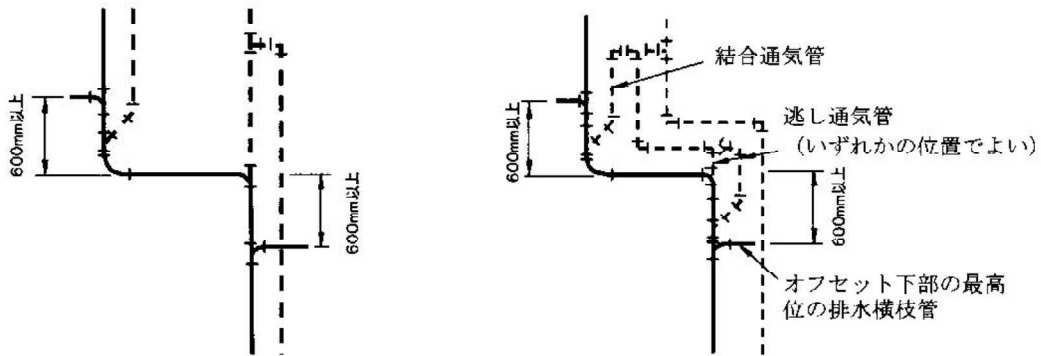 600mm以上
600mm以上
600mm以上
結合通気管
逃し通気管
（いずれかの位置でよい）
600mm以上
オフセット下部の最高
位の排水横枝管